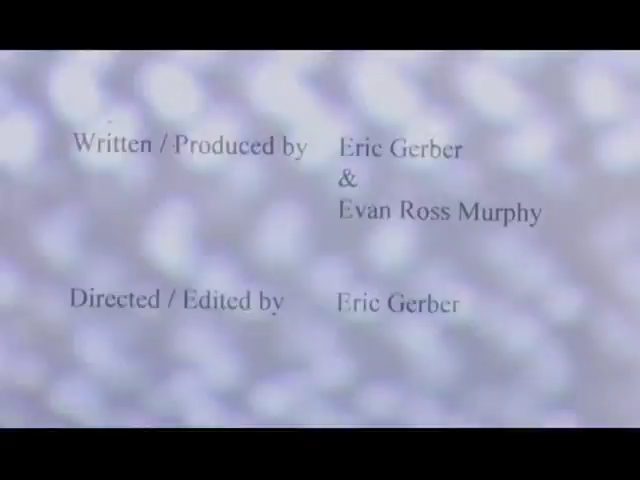 Written / Produced by Eric Gerber
&
Evan Ross Murphy
Directed / Edited by Eric Gerber